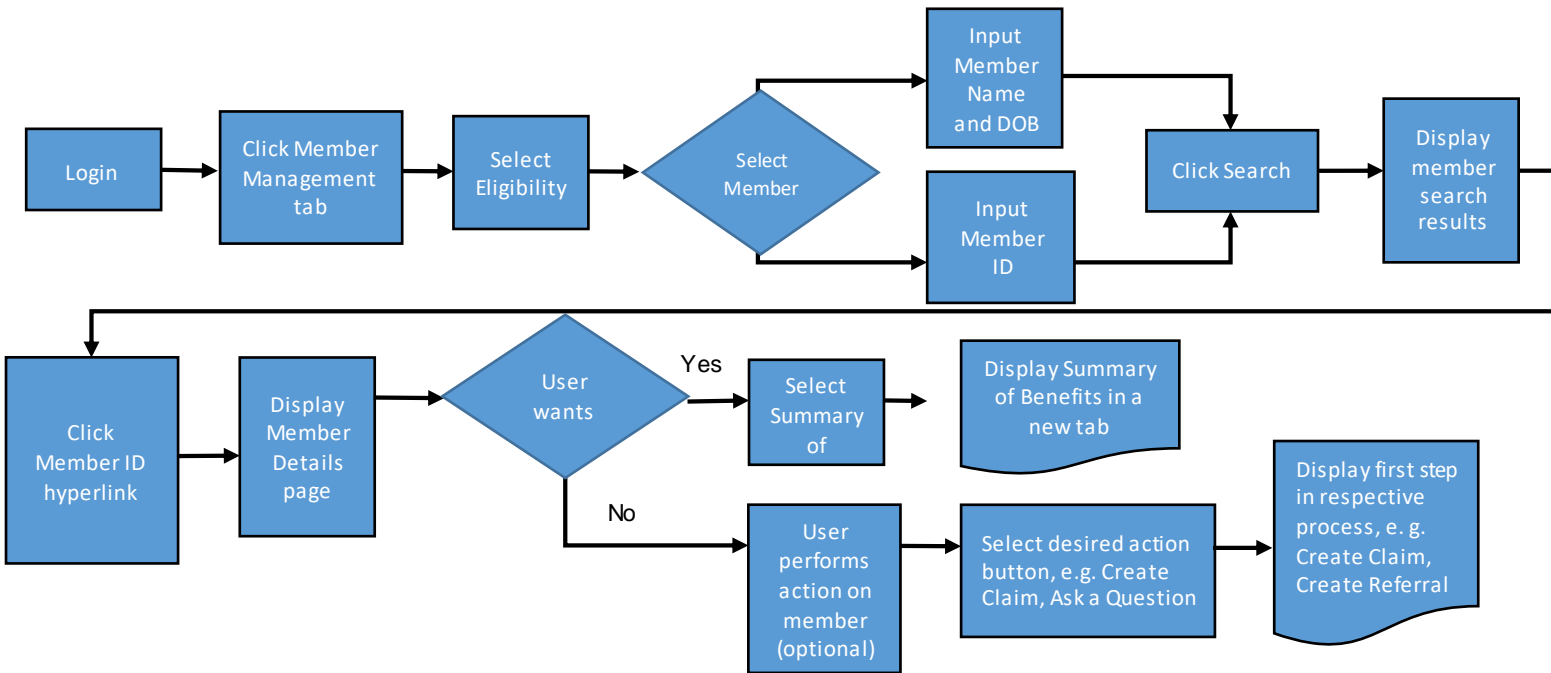 Login
Click Member
Management
tab
Select
Eligibility
Select
Member
Input
Member
Name
and DOB
Input
Member
ID
Click Search
Display
member
search
results
Click
Member ID
hyperlink
Display
Member
Details
page
User
wants
Yes
Select
Summary
of
Display Summary
of Benefits in a
new tab
No
User
performs
action on
member
(optional)
Select desired action
button, e.g. Create
Claim, Ask a Question
Display first step
in respective
process, e. g.
Create Claim,
Create Referral